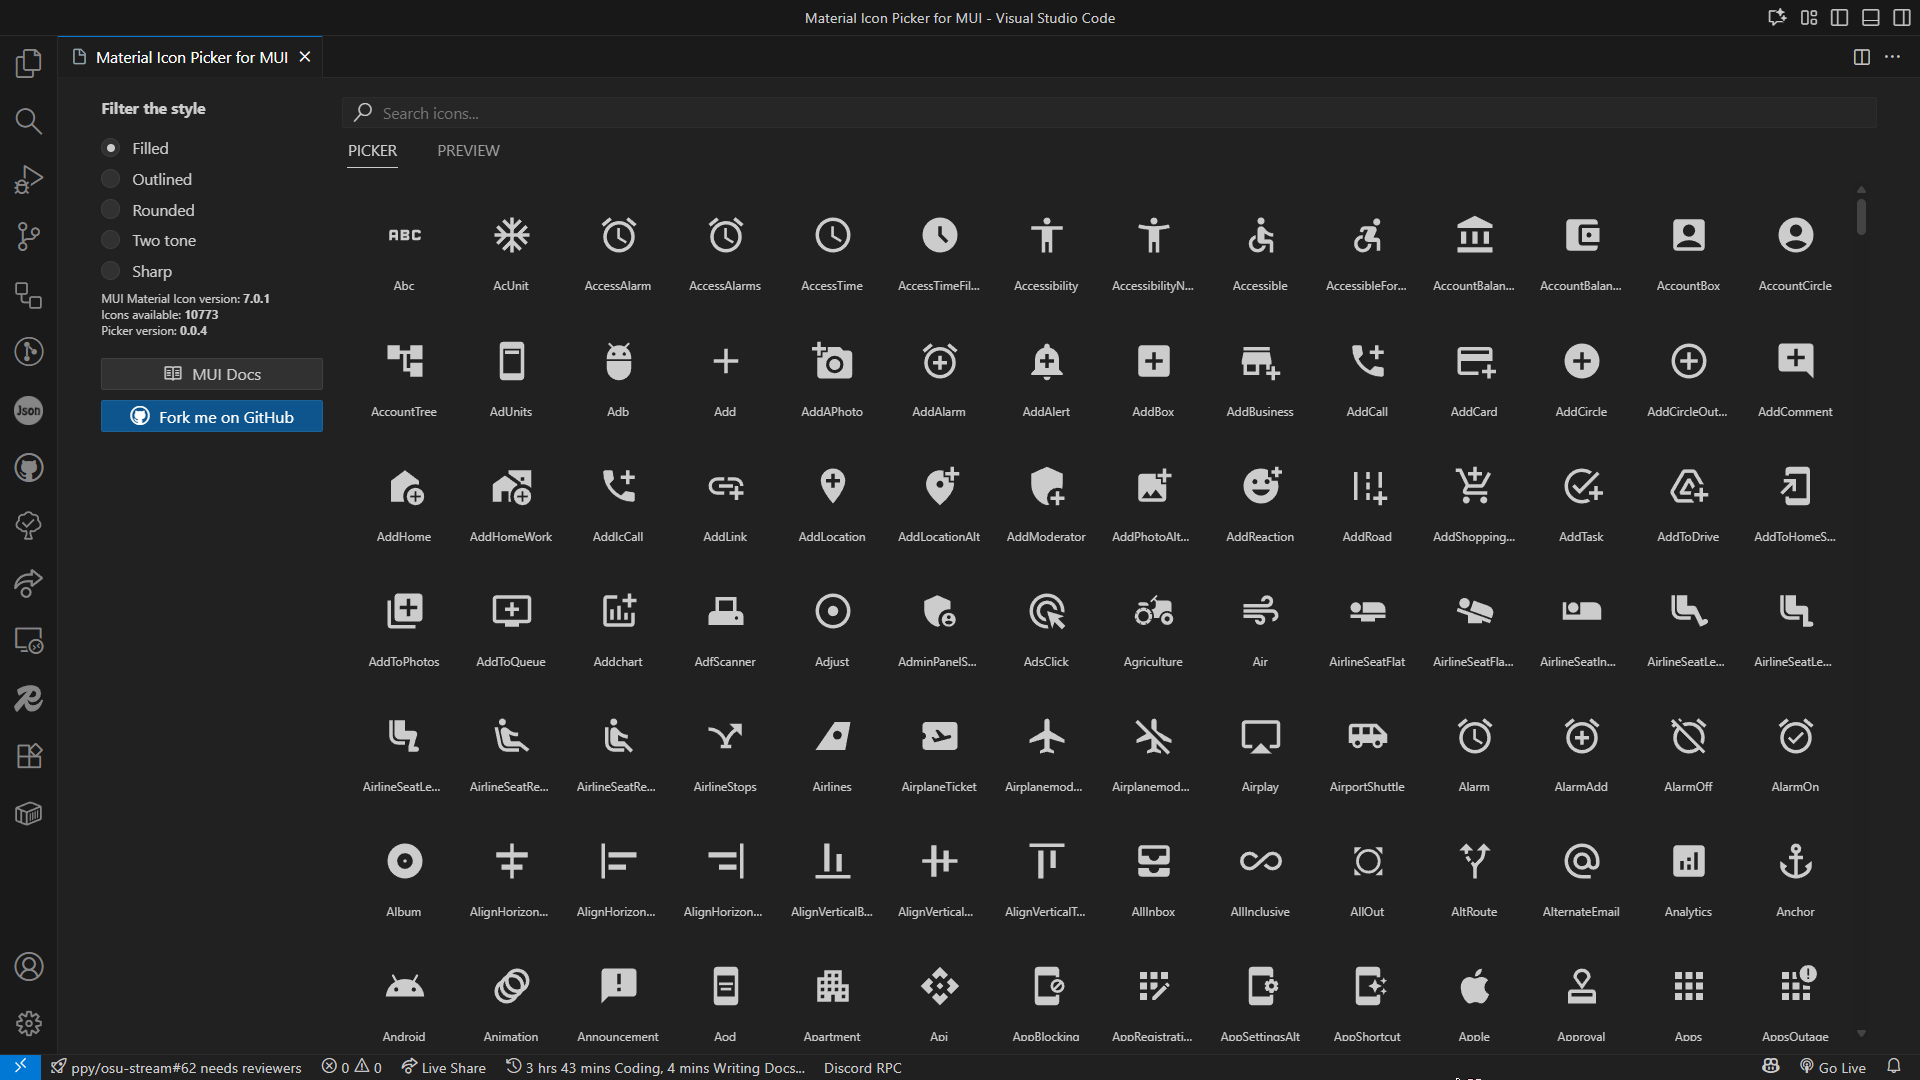 Material Icon Picker for MUI - Visual Studio Code
Material Icon Picker for MUI
Filter the style
Filled
Outlined
Rounded
Two tone
Sharp
MUI Material Icon version: 7.0.1
Icons available: 10773
Picker version: 0.0.4
MUI Docs
Fork me on GitHub
Json
Search icons...
PICKER PREVIEW
ABC
Abc AcUnit AccessAlarm AccessAlarms AccessTime AccessTimeFil... Accessibility AccessibilityN... Accessible AccessibleFor... AccountBalan... AccountBalan... AccountBox AccountCircle
AccountTree AdUnits Adb Add AddAPhoto AddAlarm AddAlert AddBox AddBusiness AddCall AddCard AddCircle AddCircleOut... AddComment
AddHome AddHomeWork AddIcCall AddLink AddLocation AddLocationAlt AddModerator AddPhotoAlt... AddReaction AddRoad AddShopping... AddTask AddToDrive AddToHomeS...
AddToPhotos AddToQueue Addchart AdfScanner Adjust AdminPanelS... AdsClick Agriculture Air AirlineSeatFlat AirlineSeatFla... AirlineSeatIn... AirlineSeatLe... AirlineSeatLe...
AirlineSeatLe... AirlineSeatRe... AirlineSeatRe... AirlineStops Airlines AirplaneTicket Airplanemod... Airplanemod... Airplay AirportShuttle Alarm AlarmAdd AlarmOff AlarmOn
Album AlignHorizon... AlignHorizon... AlignHorizon... AlignVerticalB... AlignVertical... AlignVerticalT... AllInbox AllInclusive AllOut AltRoute AlternateEmail Analytics Anchor
Android Animation Announcement Aod Apartment Api AppBlocking AppRegistrati... AppSettingsAlt AppShortcut Apple Approval Apps AppsOutage
ppy/osu-stream#62 needs reviewers 0 0 Live Share 3 hrs 43 mins Coding, 4 mins Writing Docs... Discord RPC Go Live